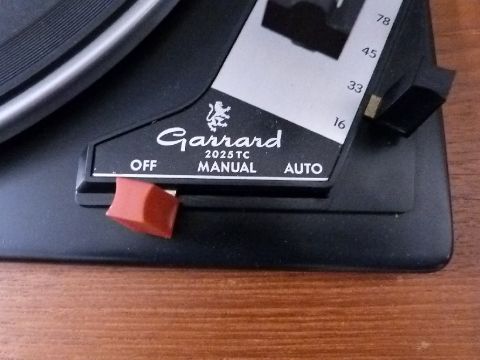 78
45
33
16
Garrard
2025TC
OFF MANUAL AUTO